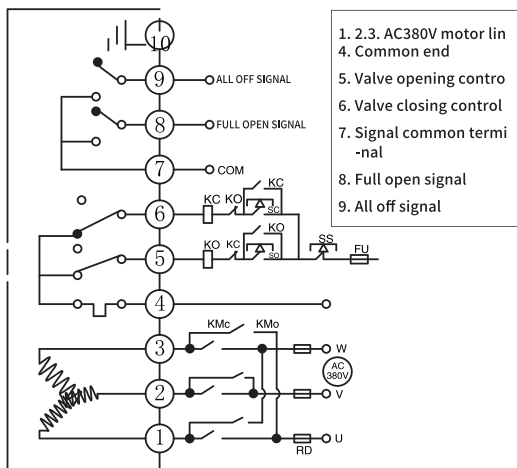 10
9
ALL OFF SIGNAL
8
FULL OPEN SIGNAL
7
COM
KC
6
KC KO
SC
KO
5
KO KC
SO
SS
FU
4
KMc KMo
3
W
AC
380V
2
V
1
RD
U
1. 2.3. AC380V motor lin
4. Common end
5. Valve opening contro
6. Valve closing control
7. Signal common termi
-nal
8. Full open signal
9. All off signal